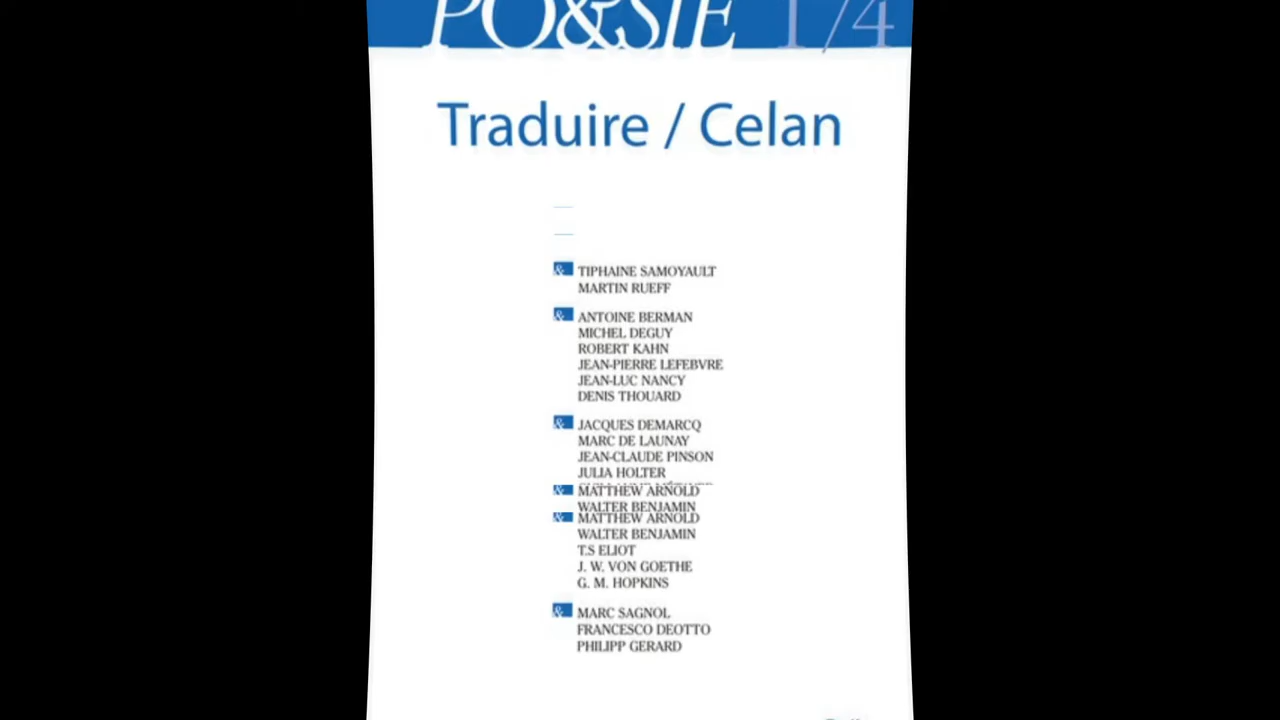 PO&SIE 174
Traduire / Celan
& TIPHAINE SAMOYAULT
MARTIN RUEFF
& ANTOINE BERMAN
MICHEL DEGUY
ROBERT KAHN
JEAN-PIERRE LEFEBVRE
JEAN-LUC NANCY
DENIS THOUARD
& JACQUES DEMARCQ
MARC DE LAUNAY
JEAN-CLAUDE PINSON
JULIA HOLTER
& MATTHEW ARNOLD
WALTER BENJAMIN
& MATTHEW ARNOLD
WALTER BENJAMIN
T.S ELIOT
J. W. VON GOETHE
G. M. HOPKINS
& MARC SAGNOL
FRANCESCO DEOTTO
PHILIPP GERARD